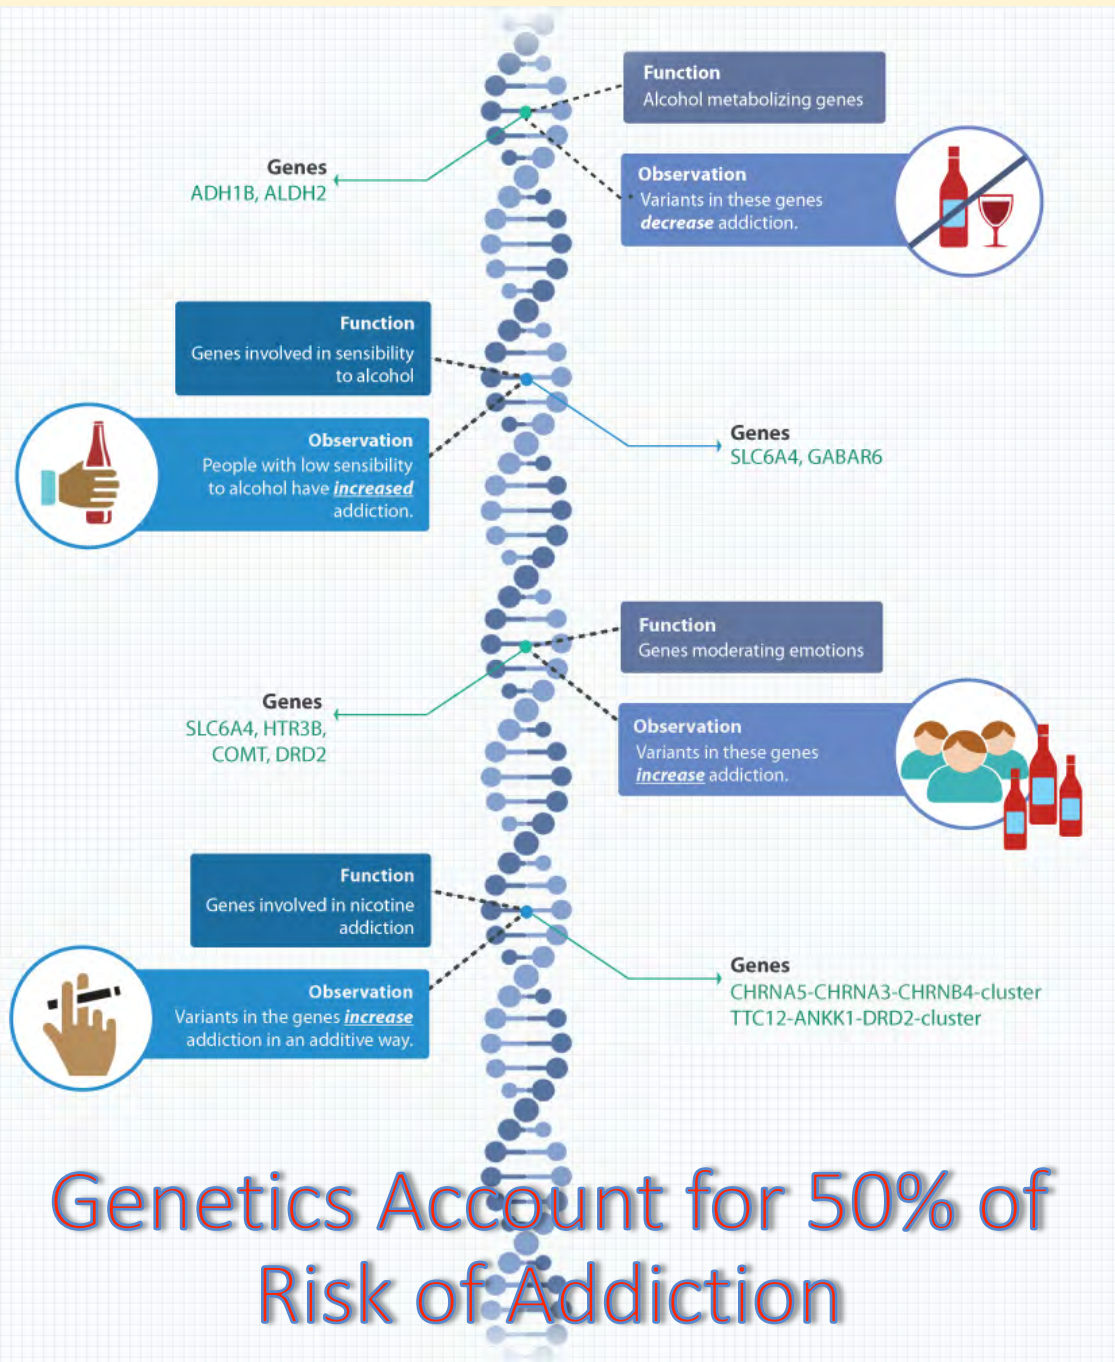 Function
Alcohol metabolizing genes
Genes
ADH1B, ALDH2
Observation
Variants in these genes
decrease addiction.
Function
Genes involved in sensibility
to alcohol
Observation
People with low sensibility
to alcohol have increased
addiction.
Genes
SLC6A4, GABAR6
Function
Genes moderating emotions
Genes
SLC6A4, HTR3B,
COMT, DRD2
Observation
Variants in these genes
increase addiction.
Function
Genes involved in nicotine
addiction
Observation
Variants in the genes increase
addiction in an additive way.
Genes
CHRNA5-CHRNA3-CHRNB4-cluster
TTC12-ANKK1-DRD2-cluster
Genetics Account for 50% of
Risk of Addiction